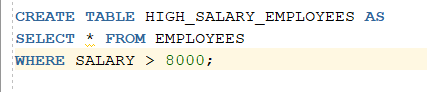 CREATE TABLE HIGH_SALARY_EMPLOYEES AS
SELECT * FROM EMPLOYEES
WHERE SALARY > 8000;